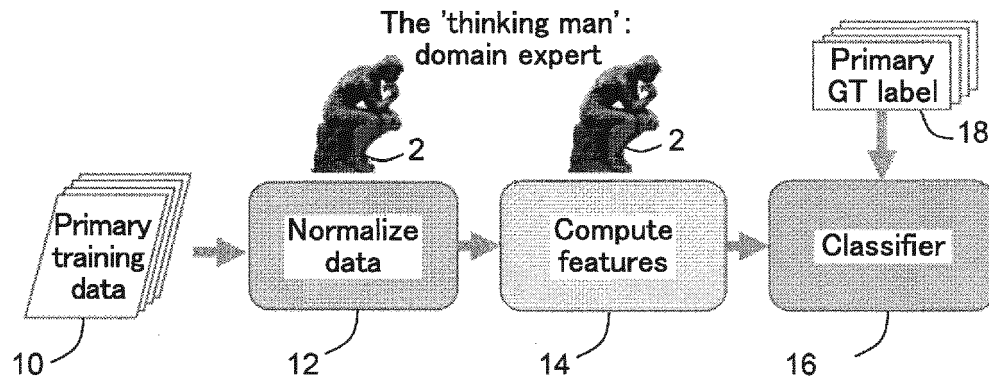 The 'thinking man':
domain expert
Primary
GT label
18
2
2
Primary
training
data
Normalize
data
Compute
features
Classifier
10
12
14
16